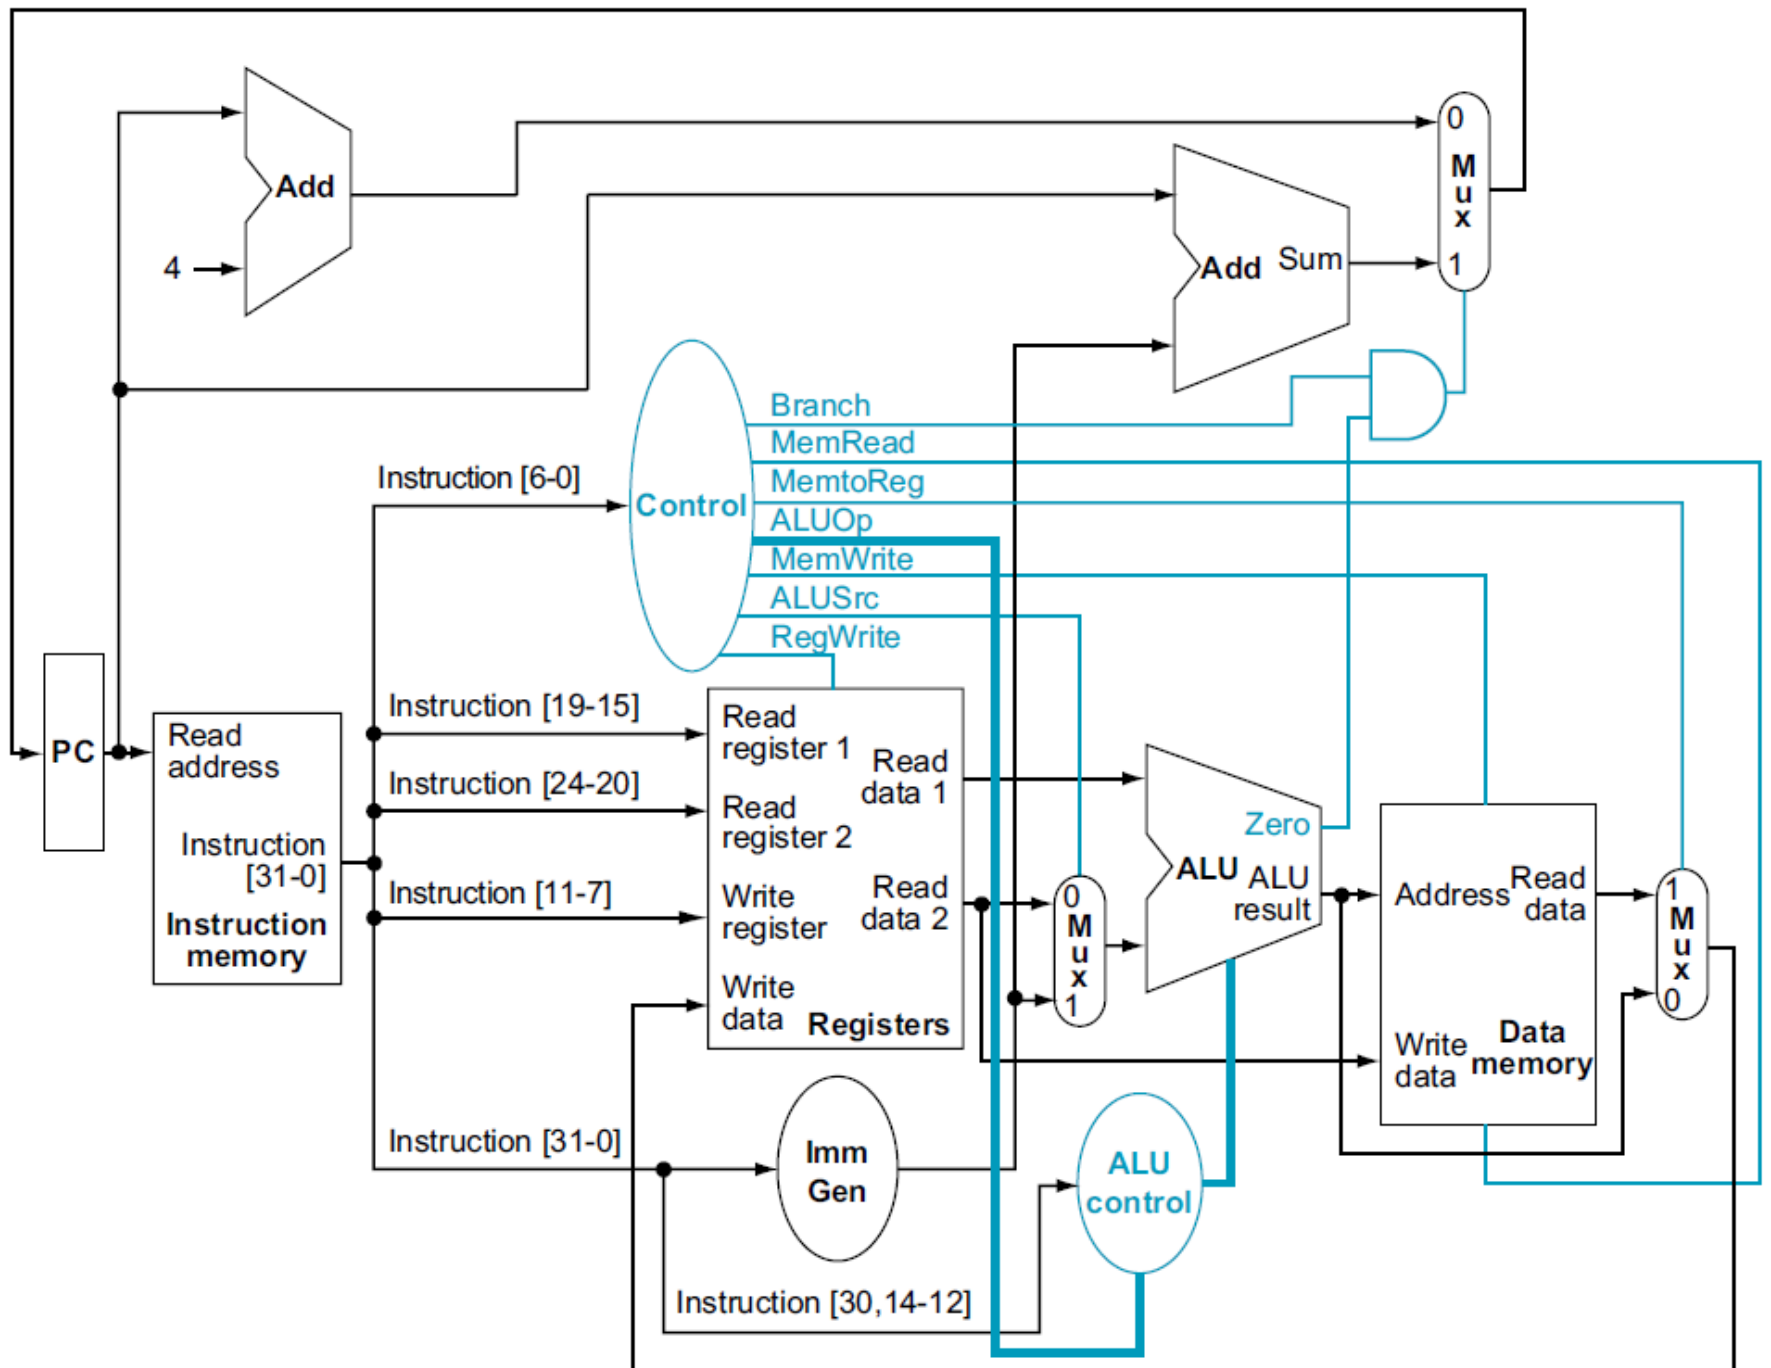 0
M
u
x
1
Add
4
Add Sum
Branch
MemRead
MemtoReg
ALUOp
MemWrite
ALUSrc
RegWrite
Control
Instruction [6-0]
Instruction [19-15]
Instruction [24-20]
Instruction [11-7]
Instruction [31-0]
PC
Read
address
Instruction
[31-0]
Instruction
memory
Read
register 1
Read
register 2
Write
register
Write
data
Read
data 1
Read
data 2
Registers
0
M
u
x
1
Zero
ALU
ALU
result
Address
Read
data
Write
data
Data
memory
1
M
u
x
0
Imm
Gen
ALU
control
Instruction [30,14-12]